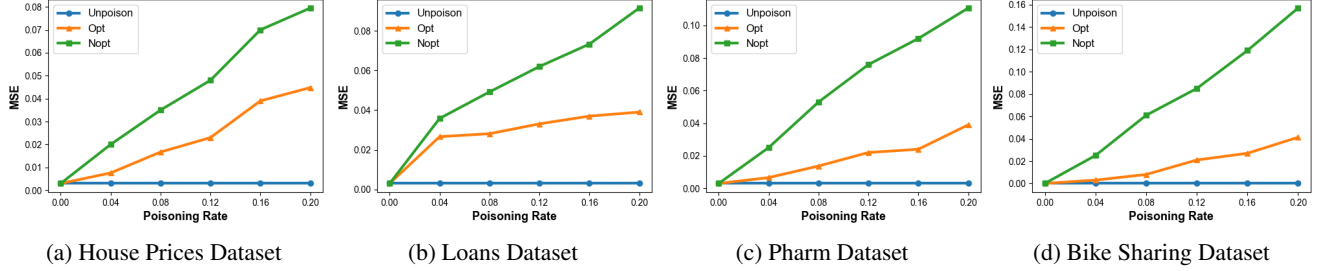 0.08
0.07
0.06
0.05
0.04
0.03
0.02
0.01
0.00
MSE
Unpoison
Opt
Nopt
0.00 0.04 0.08 0.12 0.16 0.20
Poisoning Rate
(a) House Prices Dataset
0.08
0.06
0.04
0.02
0.00
MSE
Unpoison
Opt
Nopt
0.00 0.04 0.08 0.12 0.16 0.20
Poisoning Rate
(b) Loans Dataset
0.10
0.08
0.06
0.04
0.02
0.00
MSE
Unpoison
Opt
Nopt
0.00 0.04 0.08 0.12 0.16 0.20
Poisoning Rate
(c) Pharm Dataset
0.16
0.14
0.12
0.10
0.08
0.06
0.04
0.02
0.00
MSE
Unpoison
Opt
Nopt
0.00 0.04 0.08 0.12 0.16 0.20
Poisoning Rate
(d) Bike Sharing Dataset